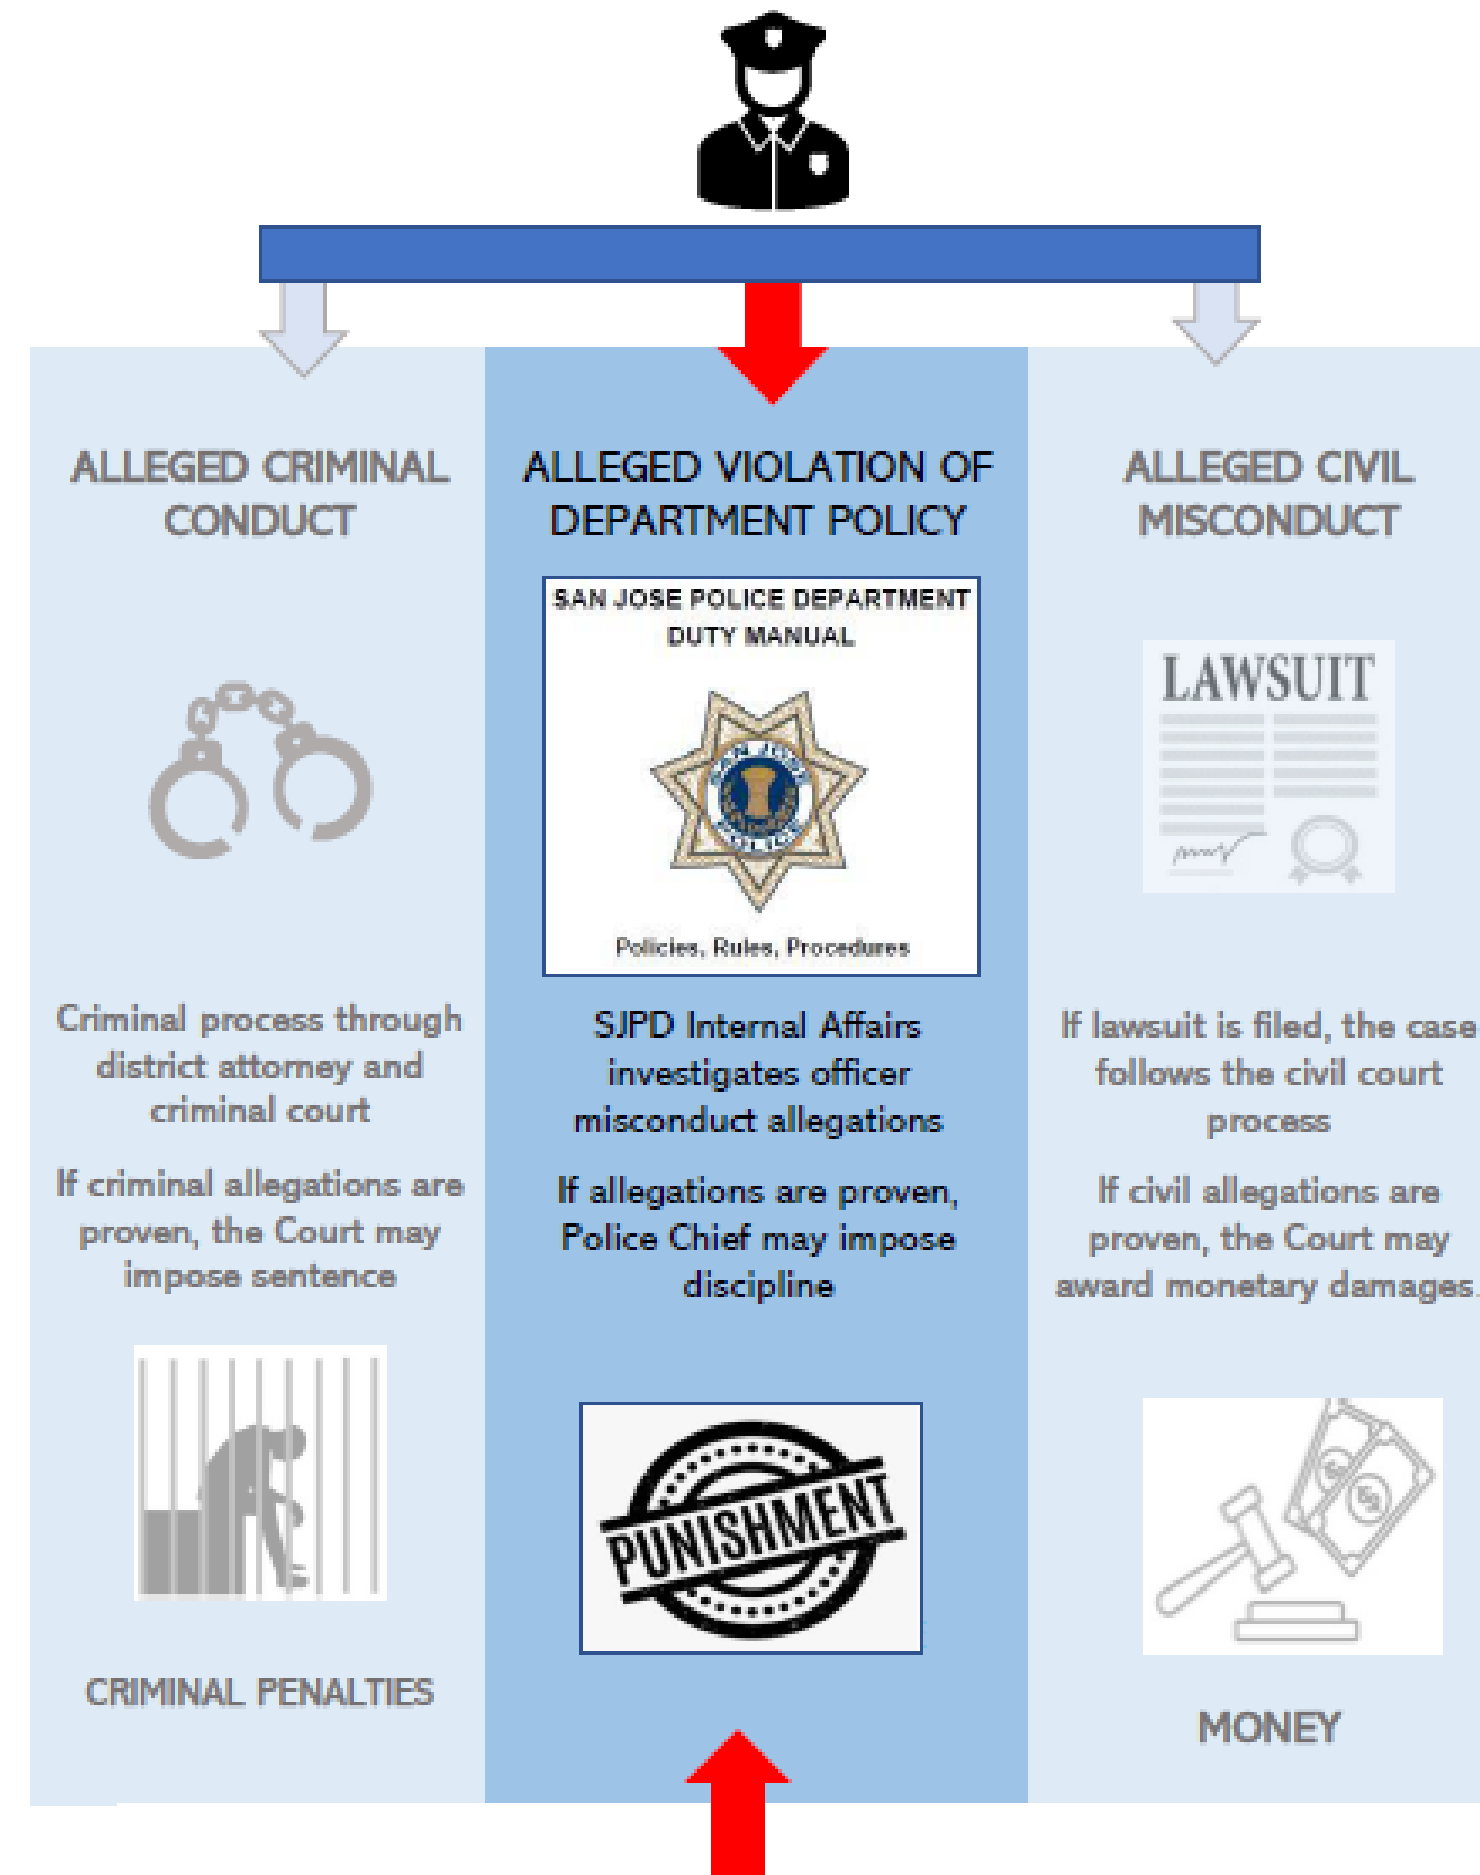 ALLEGED CRIMINAL
CONDUCT
Criminal process through
district attorney and
criminal court
If criminal allegations are
proven, the Court may
impose sentence
CRIMINAL PENALTIES
ALLEGED VIOLATION OF
DEPARTMENT POLICY
SAN JOSE POLICE DEPARTMENT
DUTY MANUAL
SAN JOSE
POLICE
Policies, Rules, Procedures
SJPD Internal Affairs
investigates officer
misconduct allegations
If allegations are proven,
Police Chief may impose
discipline
PUNISHMENT
ALLEGED CIVIL
MISCONDUCT
LAWSUIT
If lawsuit is filed, the case
follows the civil court
process
If civil allegations are
proven, the Court may
award monetary damages.
MONEY